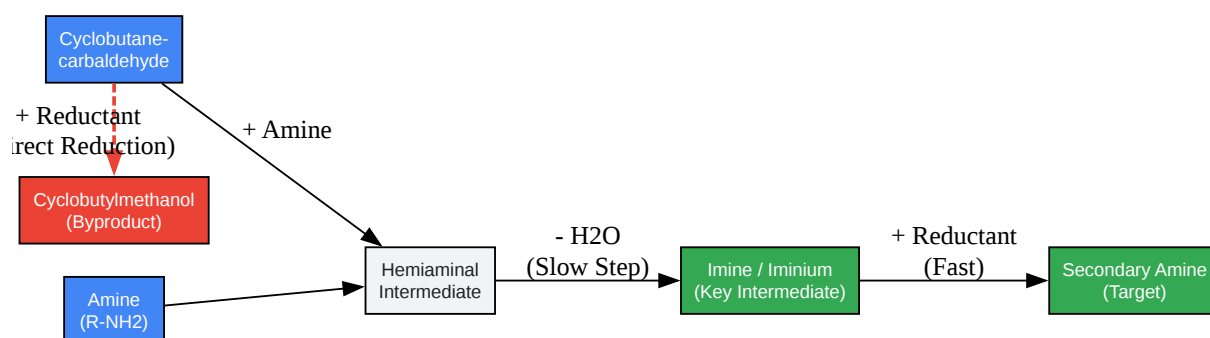 Cyclobutane-
carbaldehyde
+ Reductant
irect Reduction)
+ Amine
Cyclobutylmethanol
(Byproduct)
Amine
(R-NH2)
Hemiaminal
Intermediate
- H2O
(Slow Step)
Imine / Iminium
(Key Intermediate)
+ Reductant
(Fast)
Secondary Amine
(Target)